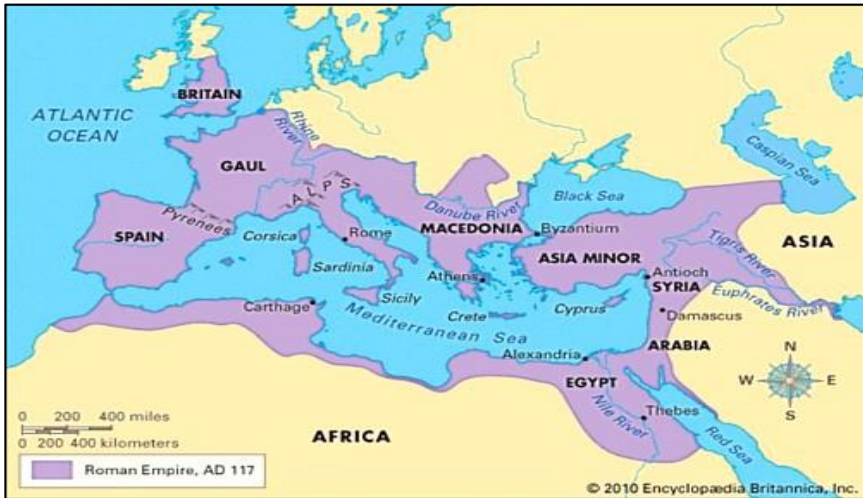 BRITAIN
ATLANTIC
OCEAN
Rhine
River
GAUL
ALPS
Caspian Sea
Black Sea
Danube River
Pyrenees
SPAIN
Corsica
Rome
MACEDONIA
Byzantium
ASIA
Tigris River
ASIA MINOR
Sardinia
Athens
Antioch
SYRIA
Euphrates River
Sicily
Carthage
Crete
Cyprus
Damascus
Mediterranean Sea
Alexandria
ARABIA
EGYPT
Nile River
Thebes
Red Sea
N
W
E
S
0 200 400 miles
0 200 400 kilometers
AFRICA
Roman Empire, AD 117
© 2010 Encyclopædia Britannica, Inc.